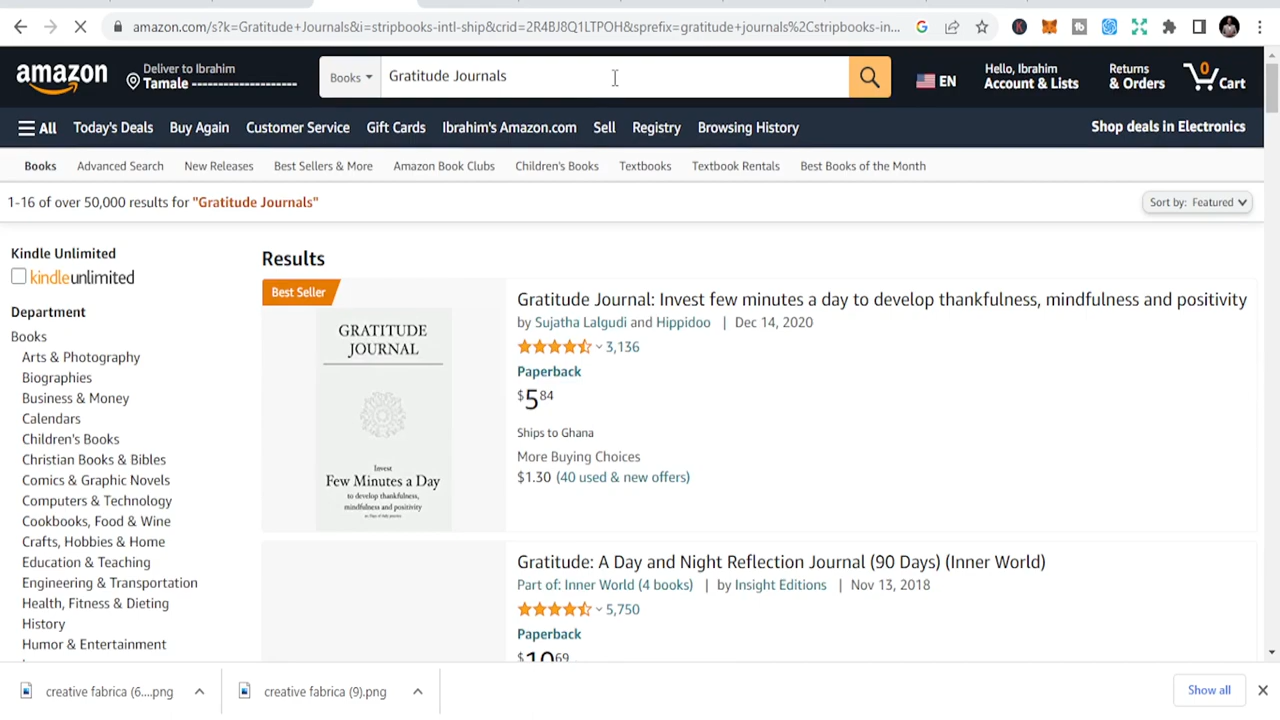 amazon.com/s?k=Gratitude+Journals&i=stripbooks-intl-ship&crid=2R4BJ8Q1LTPOH&sprefix=gratitude+journals%2Cstripbooks-in...
amazon
Deliver to Ibrahim
Tamale --------------------
Books
Gratitude Journals
EN
Hello, Ibrahim
Account & Lists
Returns
& Orders
0
Cart
All
Today's Deals
Buy Again
Customer Service
Gift Cards
Ibrahim's Amazon.com
Sell
Registry
Browsing History
Shop deals in Electronics
Books
Advanced Search
New Releases
Best Sellers & More
Amazon Book Clubs
Children's Books
Textbooks
Textbook Rentals
Best Books of the Month
1-16 of over 50,000 results for "Gratitude Journals"
Sort by: Featured
Kindle Unlimited
kindleunlimited
Department
Books
Arts & Photography
Biographies
Business & Money
Calendars
Children's Books
Christian Books & Bibles
Comics & Graphic Novels
Computers & Technology
Cookbooks, Food & Wine
Crafts, Hobbies & Home
Education & Teaching
Engineering & Transportation
Health, Fitness & Dieting
History
Humor & Entertainment
Results
Best Seller
GRATITUDE
JOURNAL
Invest
Few Minutes a Day
to develop thankfulness,
mindfulness and positivity
Gratitude Journal: Invest few minutes a day to develop thankfulness, mindfulness and positivity
by Sujatha Lalgudi and Hippidoo | Dec 14, 2020
3,136
Paperback
$5 84
Ships to Ghana
More Buying Choices
$1.30 (40 used & new offers)
Gratitude: A Day and Night Reflection Journal (90 Days) (Inner World)
Part of: Inner World (4 books) | by Insight Editions | Nov 13, 2018
5,750
Paperback
$10 69
creative fabrica (6....png
creative fabrica (9).png
Show all